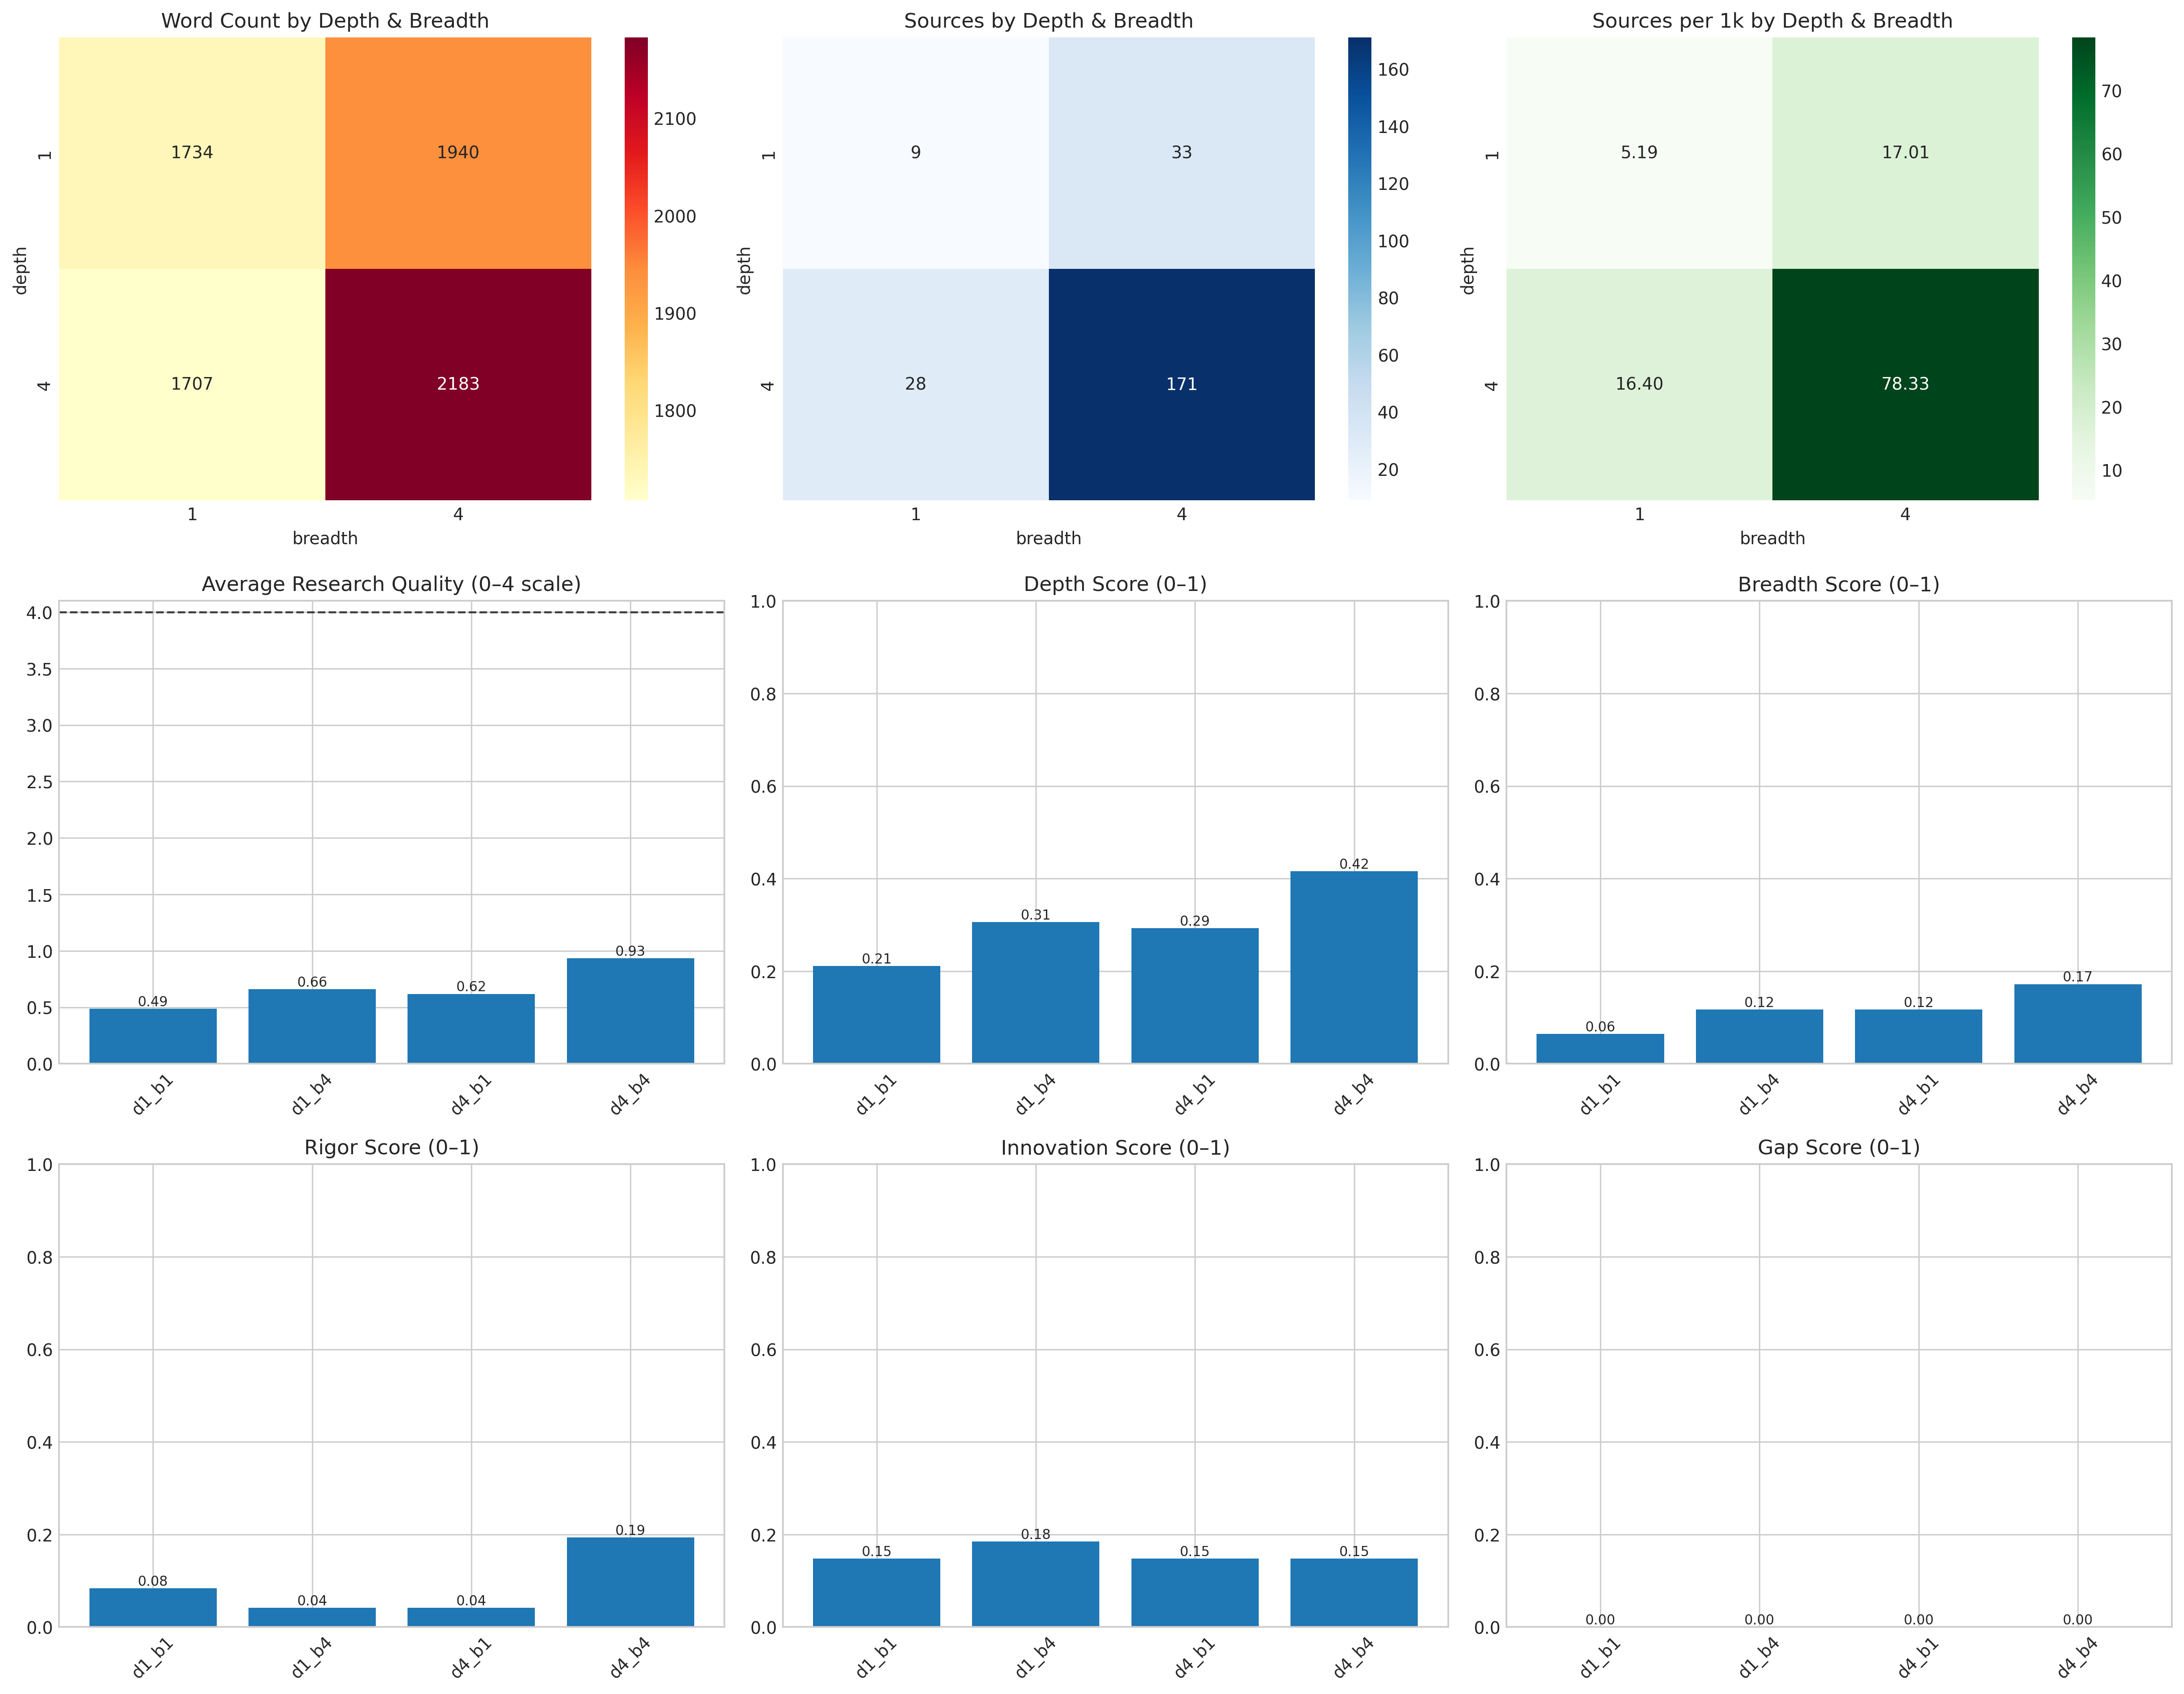 Word Count by Depth & Breadth
1734
1940
1707
2183
1
4
depth
1
4
breadth
2100
2000
1900
1800
Sources by Depth & Breadth
9
33
28
171
1
4
depth
1
4
breadth
160
140
120
100
80
60
40
20
Sources per 1k by Depth & Breadth
5.19
17.01
16.40
78.33
1
4
depth
1
4
breadth
70
60
50
40
30
20
10
Average Research Quality (0–4 scale)
4.0
3.5
3.0
2.5
2.0
1.5
1.0
0.5
0.0
0.49
0.66
0.62
0.93
d1_b1
d1_b4
d4_b1
d4_b4
Depth Score (0–1)
1.0
0.8
0.6
0.4
0.2
0.0
0.21
0.31
0.29
0.42
d1_b1
d1_b4
d4_b1
d4_b4
Breadth Score (0–1)
1.0
0.8
0.6
0.4
0.2
0.0
0.06
0.12
0.12
0.17
d1_b1
d1_b4
d4_b1
d4_b4
Rigor Score (0–1)
1.0
0.8
0.6
0.4
0.2
0.0
0.08
0.04
0.04
0.19
d1_b1
d1_b4
d4_b1
d4_b4
Innovation Score (0–1)
1.0
0.8
0.6
0.4
0.2
0.0
0.15
0.18
0.15
0.15
d1_b1
d1_b4
d4_b1
d4_b4
Gap Score (0–1)
1.0
0.8
0.6
0.4
0.2
0.0
0.00
0.00
0.00
0.00
d1_b1
d1_b4
d4_b1
d4_b4